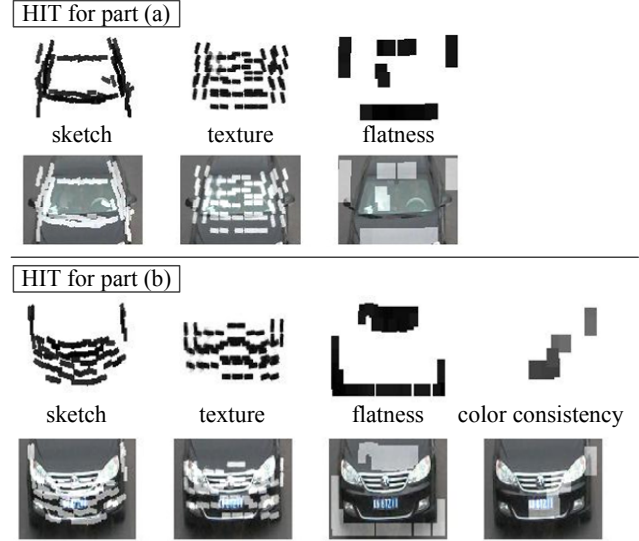 HIT for part (a)
sketch texture flatness
HIT for part (b)
sketch texture flatness color consistency